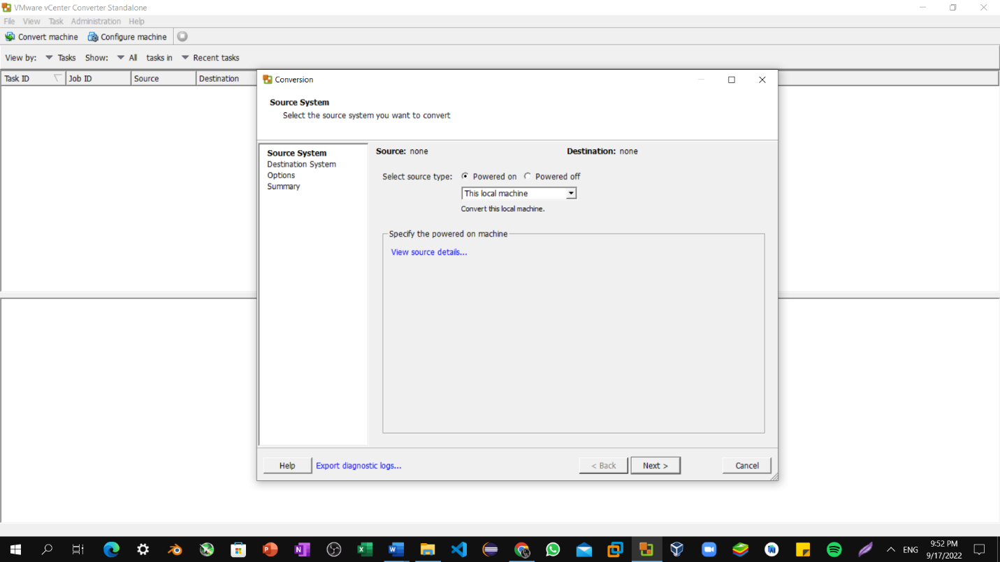 VMware vCenter Converter Standalone
File View Task Administration Help
Convert machine Configure machine
View by: Tasks Show: All tasks in Recent tasks
Task ID Job ID Source Destination
Conversion
Source System
Select the source system you want to convert
Source System
Destination System
Options
Summary
Source: none Destination: none
Select source type: Powered on Powered off
This local machine
Convert this local machine.
Specify the powered on machine
View source details...
Help Export diagnostic logs... < Back Next > Cancel
ENG
9:52 PM
9/17/2022